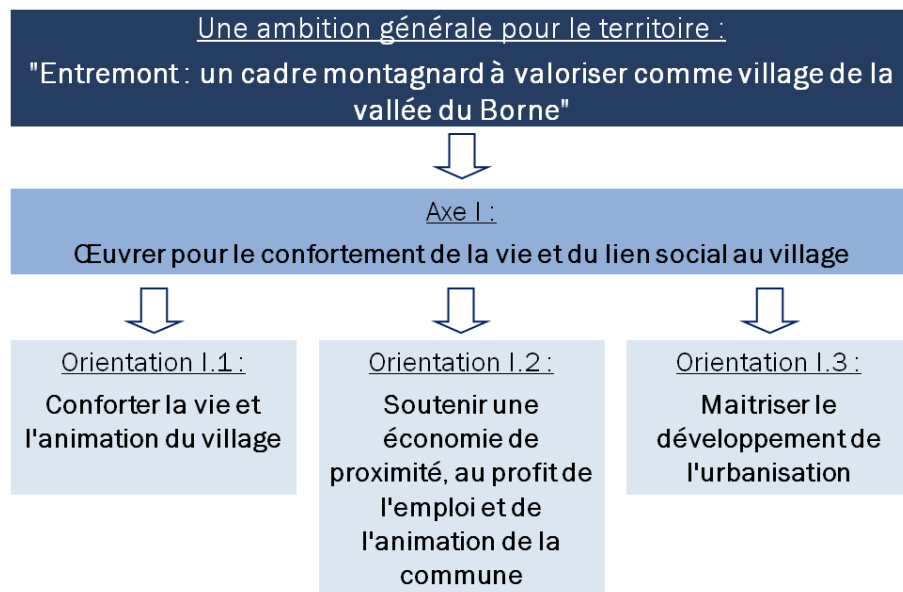 Une ambition générale pour le territoire :
"Entremont : un cadre montagnard à valoriser comme village de la
vallée du Borne"
Axe I :
Œuvrer pour le confortement de la vie et du lien social au village
Orientation I.1 :
Conforter la vie et
l'animation du village
Orientation I.2 :
Soutenir une
économie de
proximité, au profit de
l'emploi et de
l'animation de la
commune
Orientation I.3 :
Maitriser le
développement de
l'urbanisation